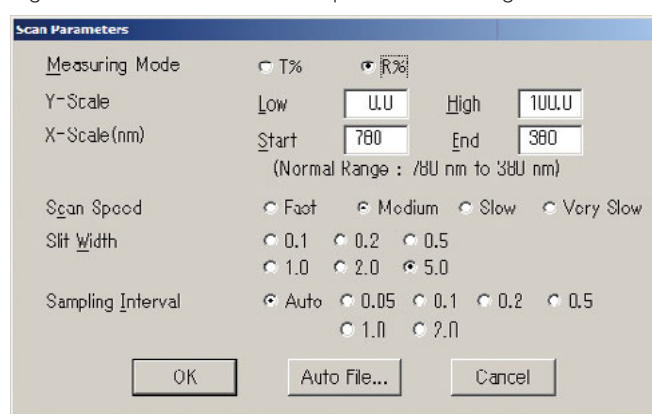 Scan Parameters
Measuring Mode T% R%
Y-Scale Low 0.0 High 100.0
X-Scale(nm) Start 780 End 380
(Normal Range : 780 nm to 380 nm)
Scan Speed Fast Medium Slow Very Slow
Slit Width 0.1 0.2 0.5
1.0 2.0 5.0
Sampling Interval Auto 0.05 0.1 0.2 0.5
1.0 2.0
OK Auto File... Cancel